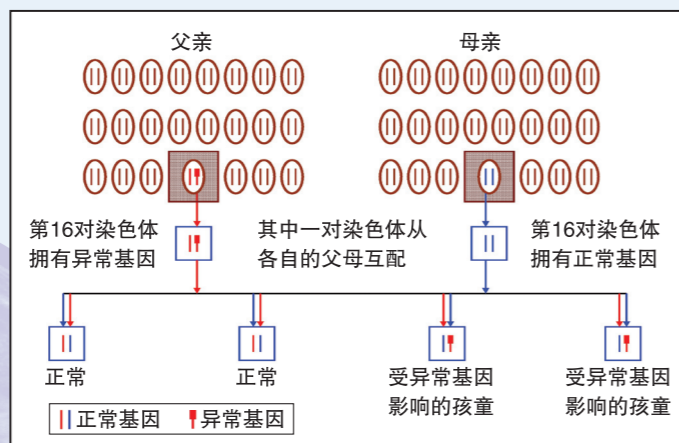 父亲
母亲
第16对染色体
拥有异常基因
其中一对染色体从
各自的父母互配
第16对染色体
拥有正常基因
正常
正常
受异常基因
影响的孩童
受异常基因
影响的孩童
正常基因
异常基因